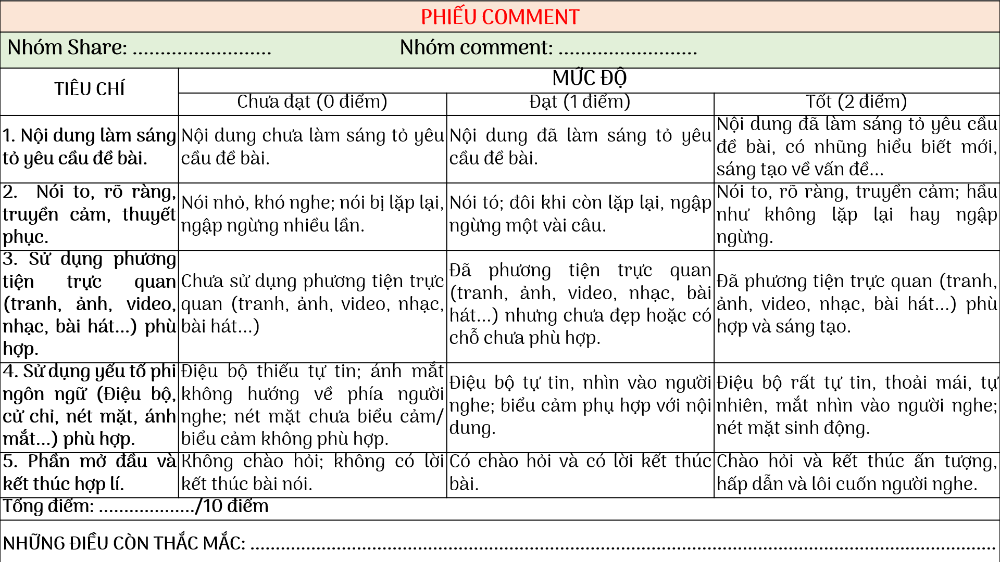 PHIẾU COMMENT
Nhóm Share: ......................... Nhóm comment: .........................
TIÊU CHÍ
MỨC ĐỘ
Chưa đạt (0 điểm)
Đạt (1 điểm)
Tốt (2 điểm)
1. Nội dung làm sáng
tỏ yêu cầu đề bài.
Nội dung chưa làm sáng tỏ yêu
cầu đề bài.
Nội dung đã làm sáng tỏ yêu
cầu đề bài.
Nội dung đã làm sáng tỏ yêu cầu
đề bài, có nhũng hiểu biết mới,
sáng tạo về vấn đề...
2. Nói to, rõ ràng,
truyền cảm, thuyết
phục.
Nói nhỏ, khó nghe; nói bị lặp lại,
ngập ngừng nhiều lần.
Nói tó; đôi khi còn lặp lại, ngập
ngừng một vài câu.
Nói to, rõ ràng, truyền cảm; hầu
như không lặp lại hay ngập
ngừng.
3. Sử dụng phương
tiện trực quan
(tranh, ảnh, video,
nhạc, bài hát...) phù
hợp.
Chưa sử dụng phương tiện trực
quan (tranh, ảnh, video, nhạc,
bài hát...)
Đã phương tiện trực quan
(tranh, ảnh, video, nhạc, bài
hát...) nhưng chưa đẹp hoặc có
chỗ chưa phù hợp.
Đã phương tiện trực quan (tranh,
ảnh, video, nhạc, bài hát...) phù
hợp và sáng tạo.
4. Sử dụng yếu tố phi
ngôn ngữ (Điệu bộ,
cử chỉ, nét mặt, ánh
mắt...) phù hợp.
Điệu bộ thiếu tự tin; ánh mắt
không hướng về phía người
nghe; nét mặt chưa biểu cảm/
biểu cảm không phù hợp.
Điệu bộ tự tin, nhìn vào người
nghe; biểu cảm phụ hợp với nội
dung.
Điệu bộ rất tự tin, thoải mái, tự
nhiên, mắt nhìn vào người nghe;
nét mặt sinh động.
5. Phần mở đầu và
kết thúc hợp lí.
Không chào hỏi; không có lời
kết thúc bài nói.
Có chào hỏi và có lời kết thúc
bài.
Chào hỏi và kết thúc ấn tượng,
hấp dẫn và lôi cuốn người nghe.
Tổng điểm: .................../10 điểm
NHỮNG ĐIỀU CÒN THẮC MẮC: ....................................................................................................................................................